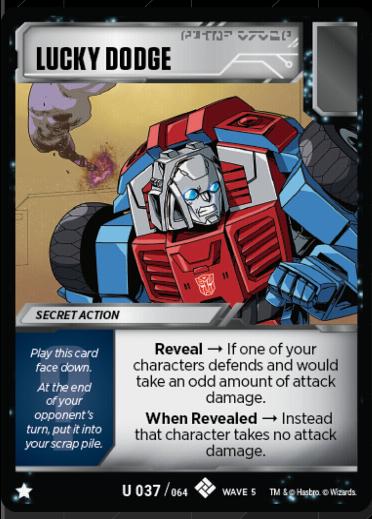 LUCKY DODGE
SECRET ACTION
Play this card
face down.
At the end
of your
opponent's
turn, put it into
your scrap pile.
Reveal → If one of your
characters defends and would
take an odd amount of attack
damage.
When Revealed → Instead
that character takes no attack
damage.
U 037 / 064 WAVE 5 TM & © Hasbro. © Wizards.